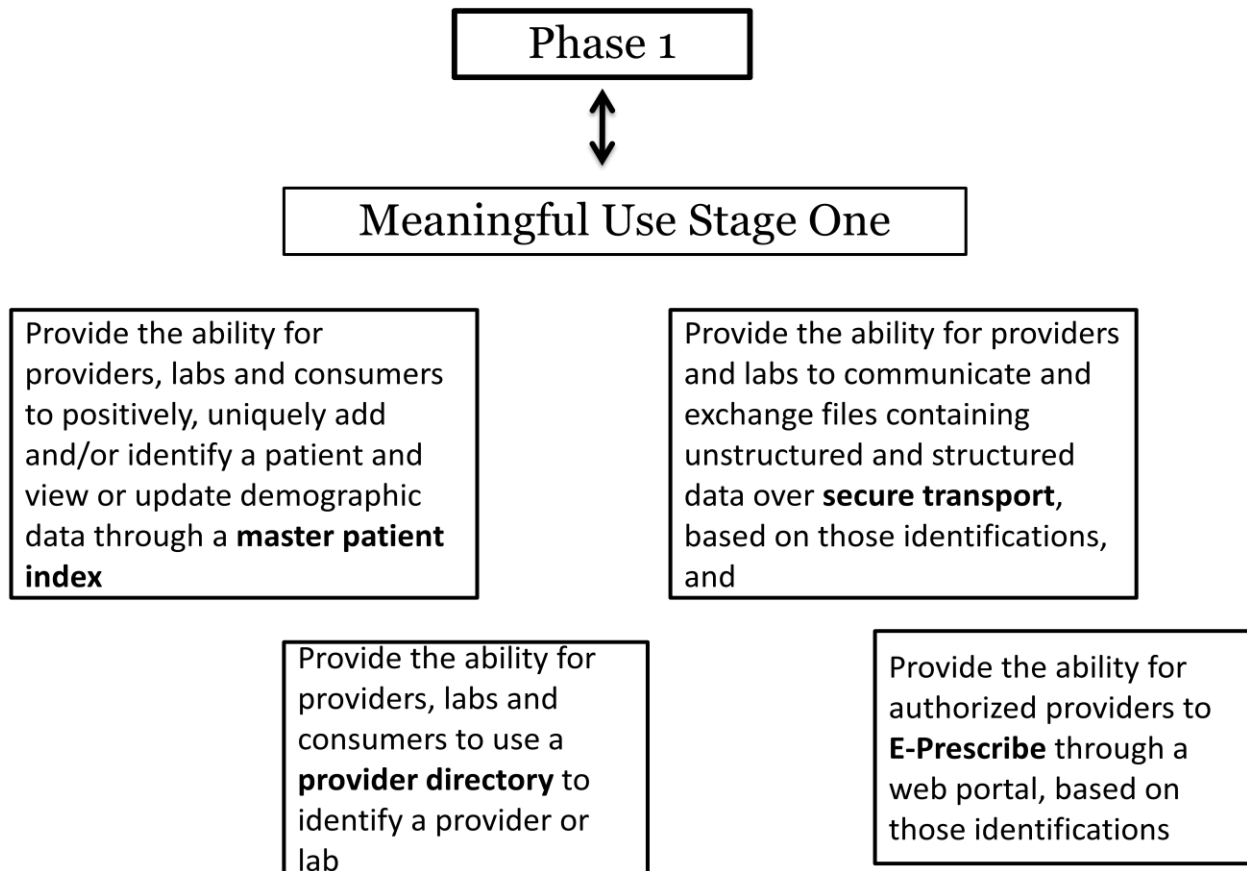 Phase 1
Meaningful Use Stage One
Provide the ability for
providers, labs and consumers
to positively, uniquely add
and/or identify a patient and
view or update demographic
data through a master patient
index
Provide the ability for providers
and labs to communicate and
exchange files containing
unstructured and structured
data over secure transport,
based on those identifications,
and
Provide the ability for
providers, labs and
consumers to use a
provider directory to
identify a provider or
lab
Provide the ability for
authorized providers to
E-Prescribe through a
web portal, based on
those identifications